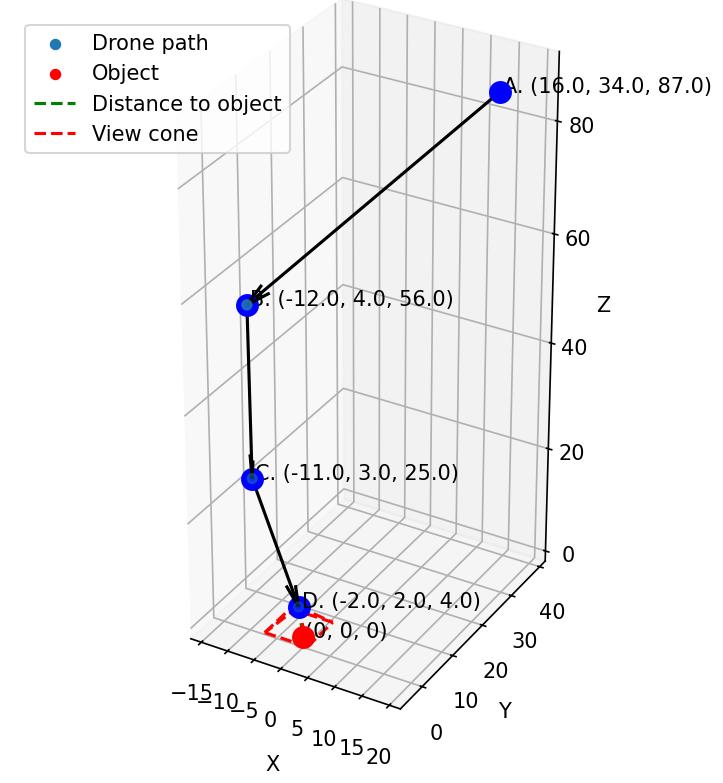 Drone path
Object
Distance to object
View cone
A. (16.0, 34.0, 87.0)
80
60
B. (-12.0, 4.0, 56.0)
Z
40
20
C. (-11.0, 3.0, 25.0)
0
D. (-2.0, 2.0, 4.0)
(0, 0, 0)
40
30
20
10
0
Y
−15
−10
−5
0
5
10
15
20
X